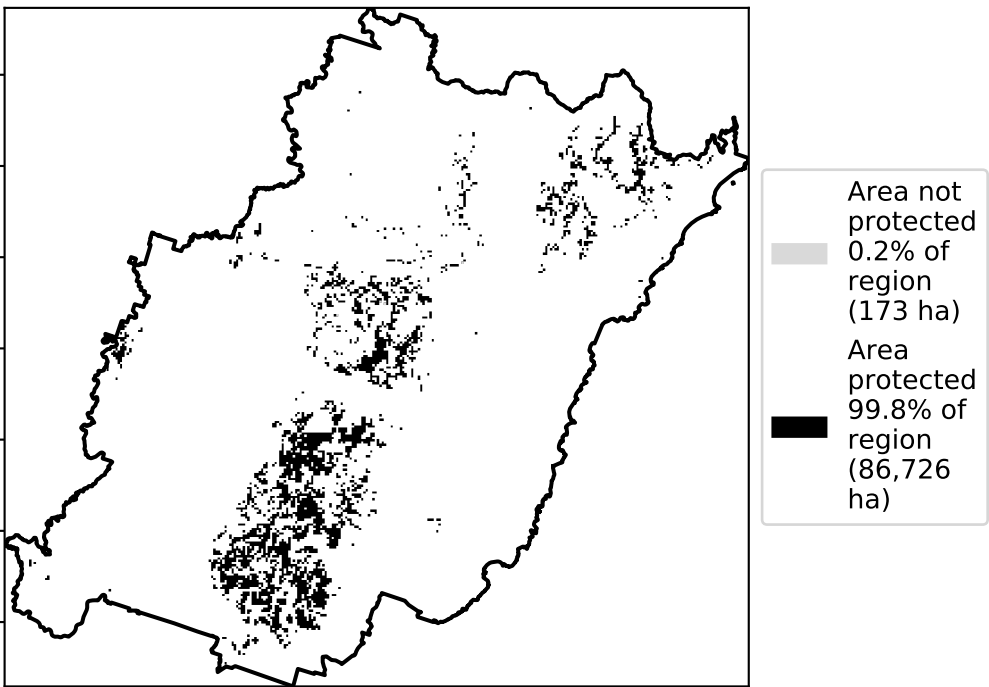 Area not
protected
0.2% of
region
(173 ha)
Area
protected
99.8% of
region
(86,726
ha)